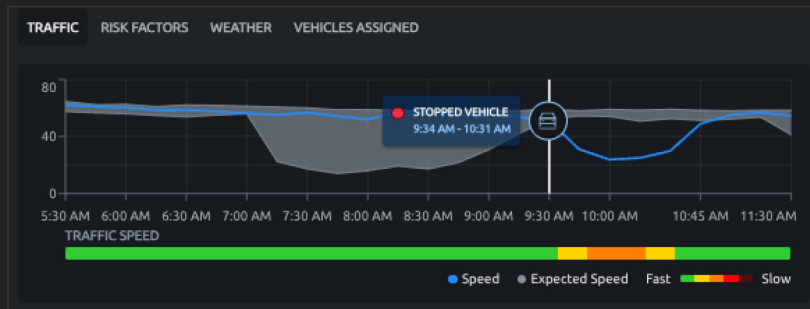 TRAFFIC RISK FACTORS WEATHER VEHICLES ASSIGNED
80
STOPPED VEHICLE
9:34 AM - 10:31 AM
40
0
5:30 AM 6:00 AM 6:30 AM 7:00 AM 7:30 AM 8:00 AM 8:30 AM 9:00 AM 9:30 AM 10:00 AM 10:45 AM 11:30 AM
TRAFFIC SPEED
Speed Expected Speed Fast Slow